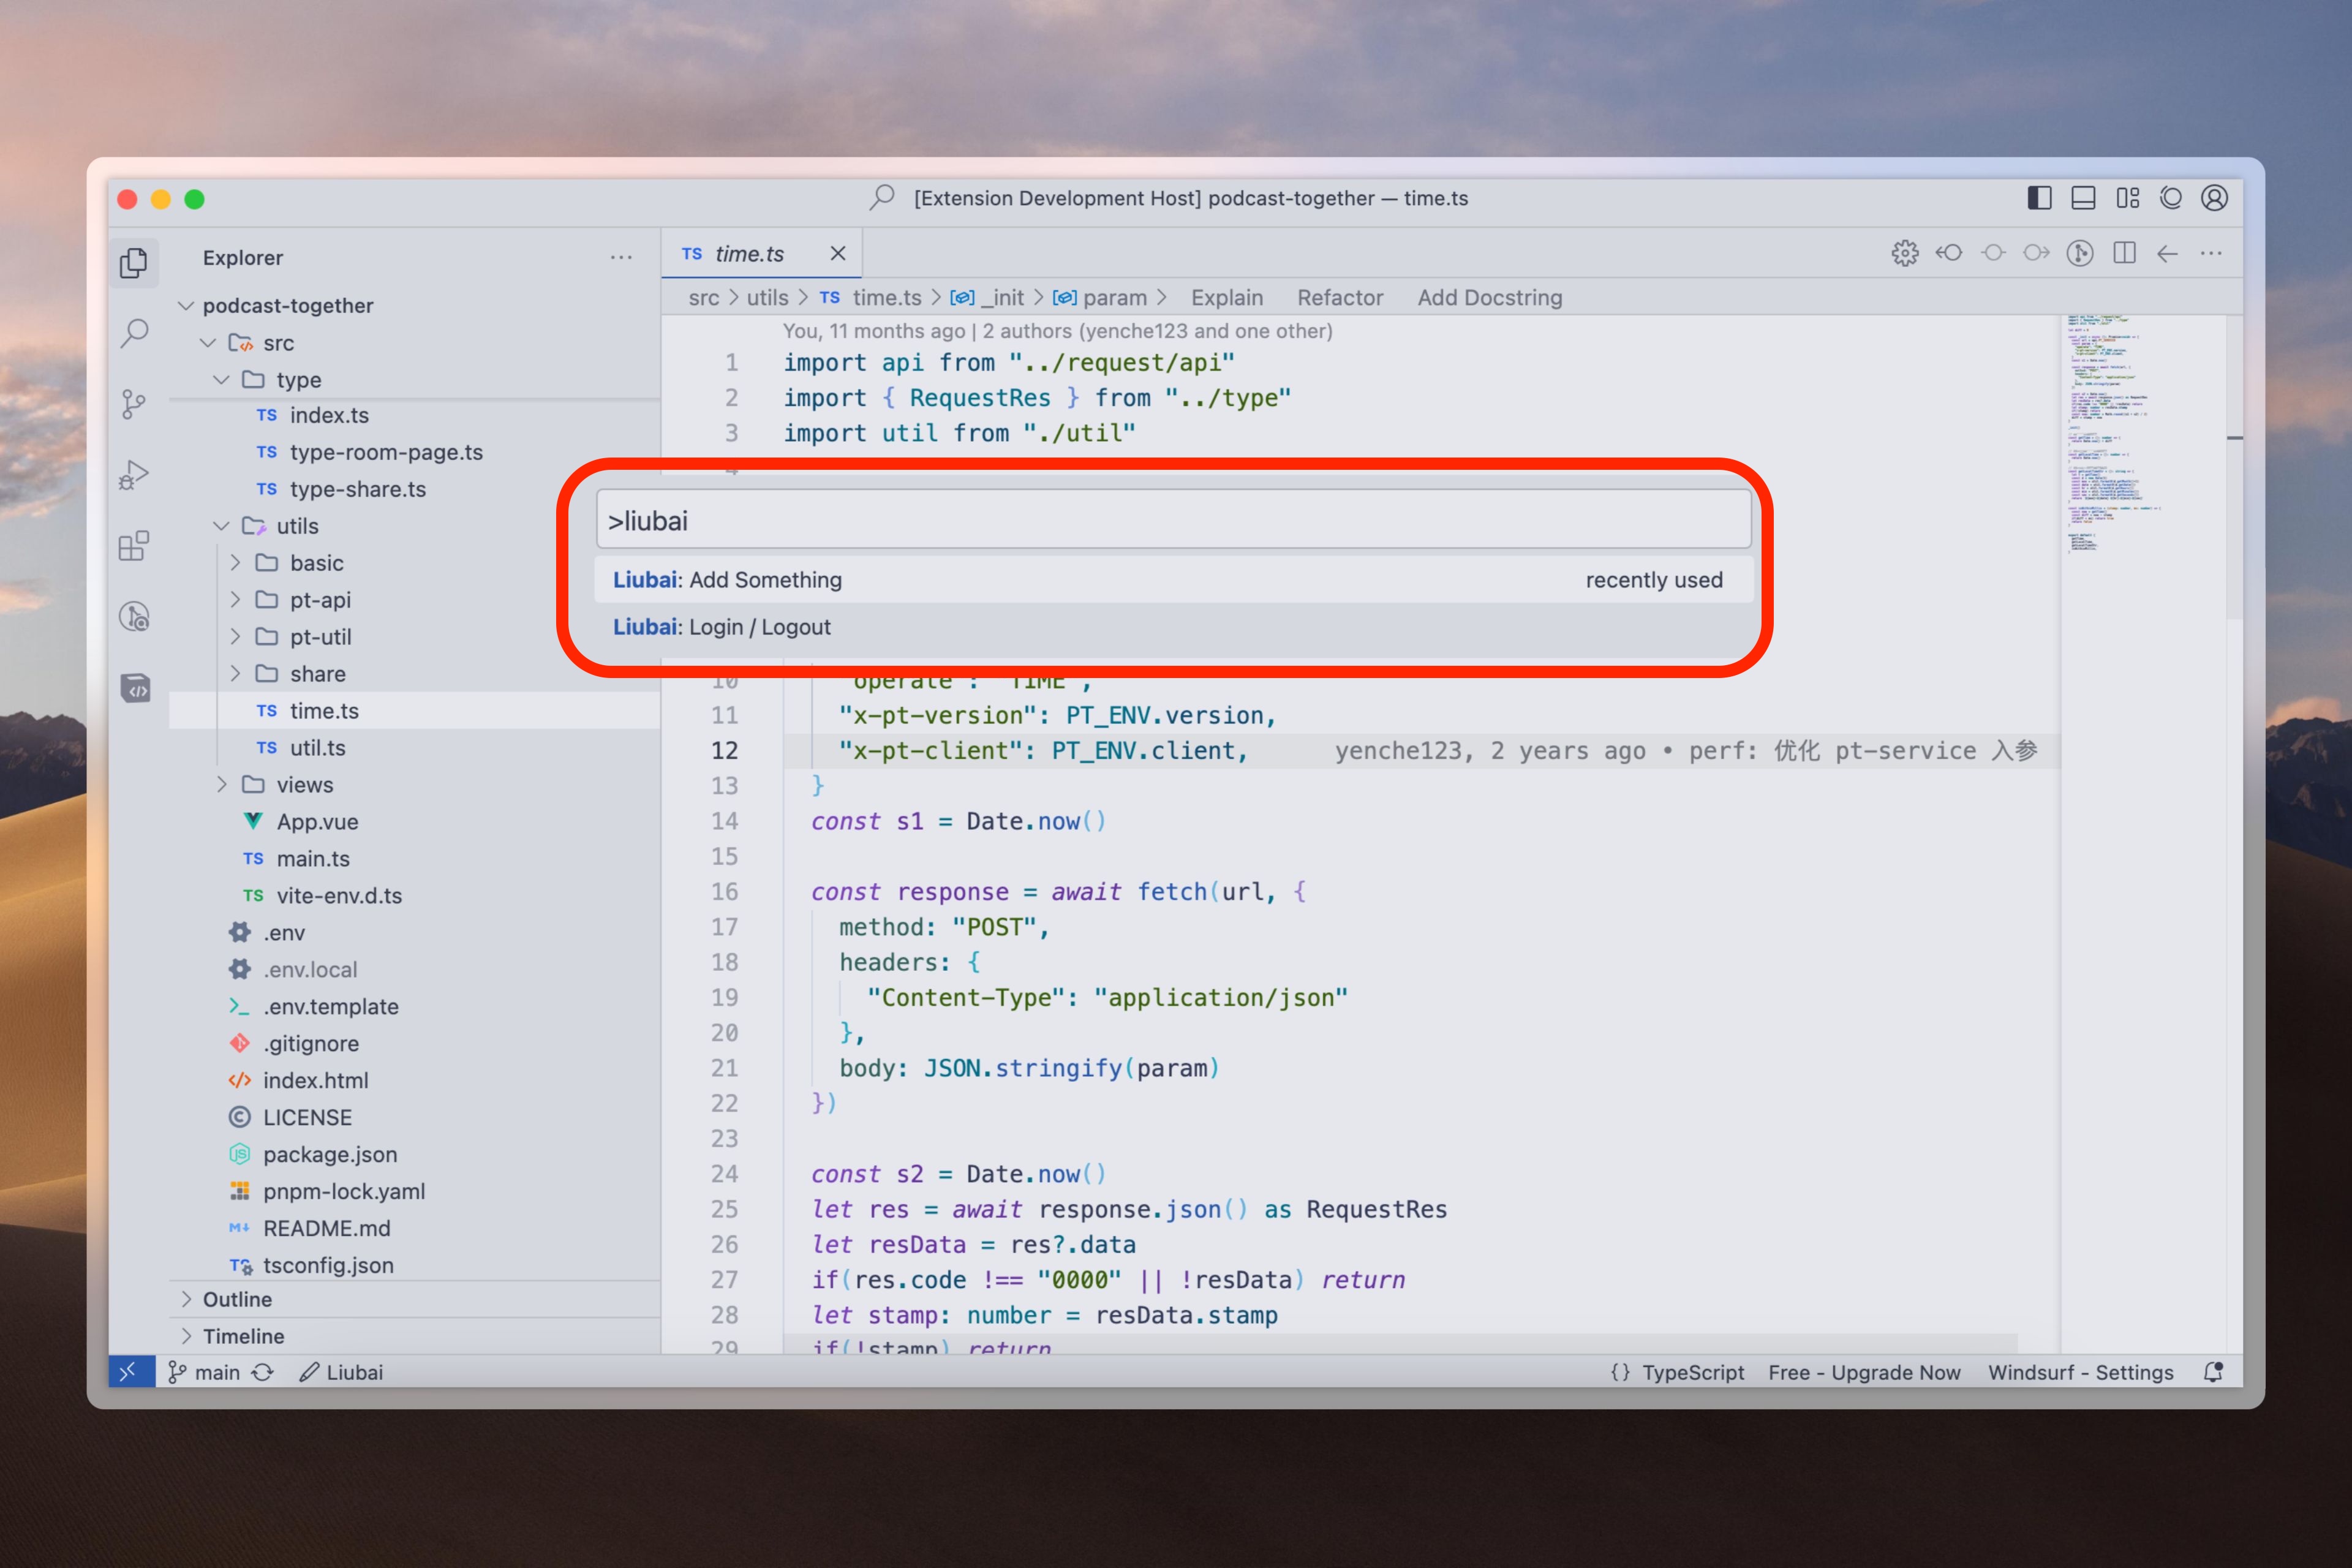 [Extension Development Host] podcast-together — time.ts
Explorer
podcast-together
src
type
TS index.ts
TS type-room-page.ts
TS type-share.ts
utils
basic
pt-api
pt-util
share
TS time.ts
TS util.ts
views
App.vue
TS main.ts
TS vite-env.d.ts
.env
.env.local
.env.template
.gitignore
index.html
LICENSE
package.json
pnpm-lock.yaml
README.md
tsconfig.json
Outline
Timeline
TS time.ts
src > utils > TS time.ts > _init > param > Explain Refactor Add Docstring
You, 11 months ago | 2 authors (yenche123 and one other)
1 import api from "../request/api"
2 import { RequestRes } from "../type"
3 import util from "./util"
>liubai
Liubai: Add Something recently used
Liubai: Login / Logout
10 operate : TIME ,
11 "x-pt-version": PT_ENV.version,
12 "x-pt-client": PT_ENV.client, yenche123, 2 years ago • perf: 优化 pt-service 入参
13 }
14 const s1 = Date.now()
15
16 const response = await fetch(url, {
17 method: "POST",
18 headers: {
19 "Content-Type": "application/json"
20 },
21 body: JSON.stringify(param)
22 })
23
24 const s2 = Date.now()
25 let res = await response.json() as RequestRes
26 let resData = res?.data
27 if(res.code !== "0000" || !resData) return
28 let stamp: number = resData.stamp
29 if(!stamp) return
main Liubai {} TypeScript Free - Upgrade Now Windsurf - Settings